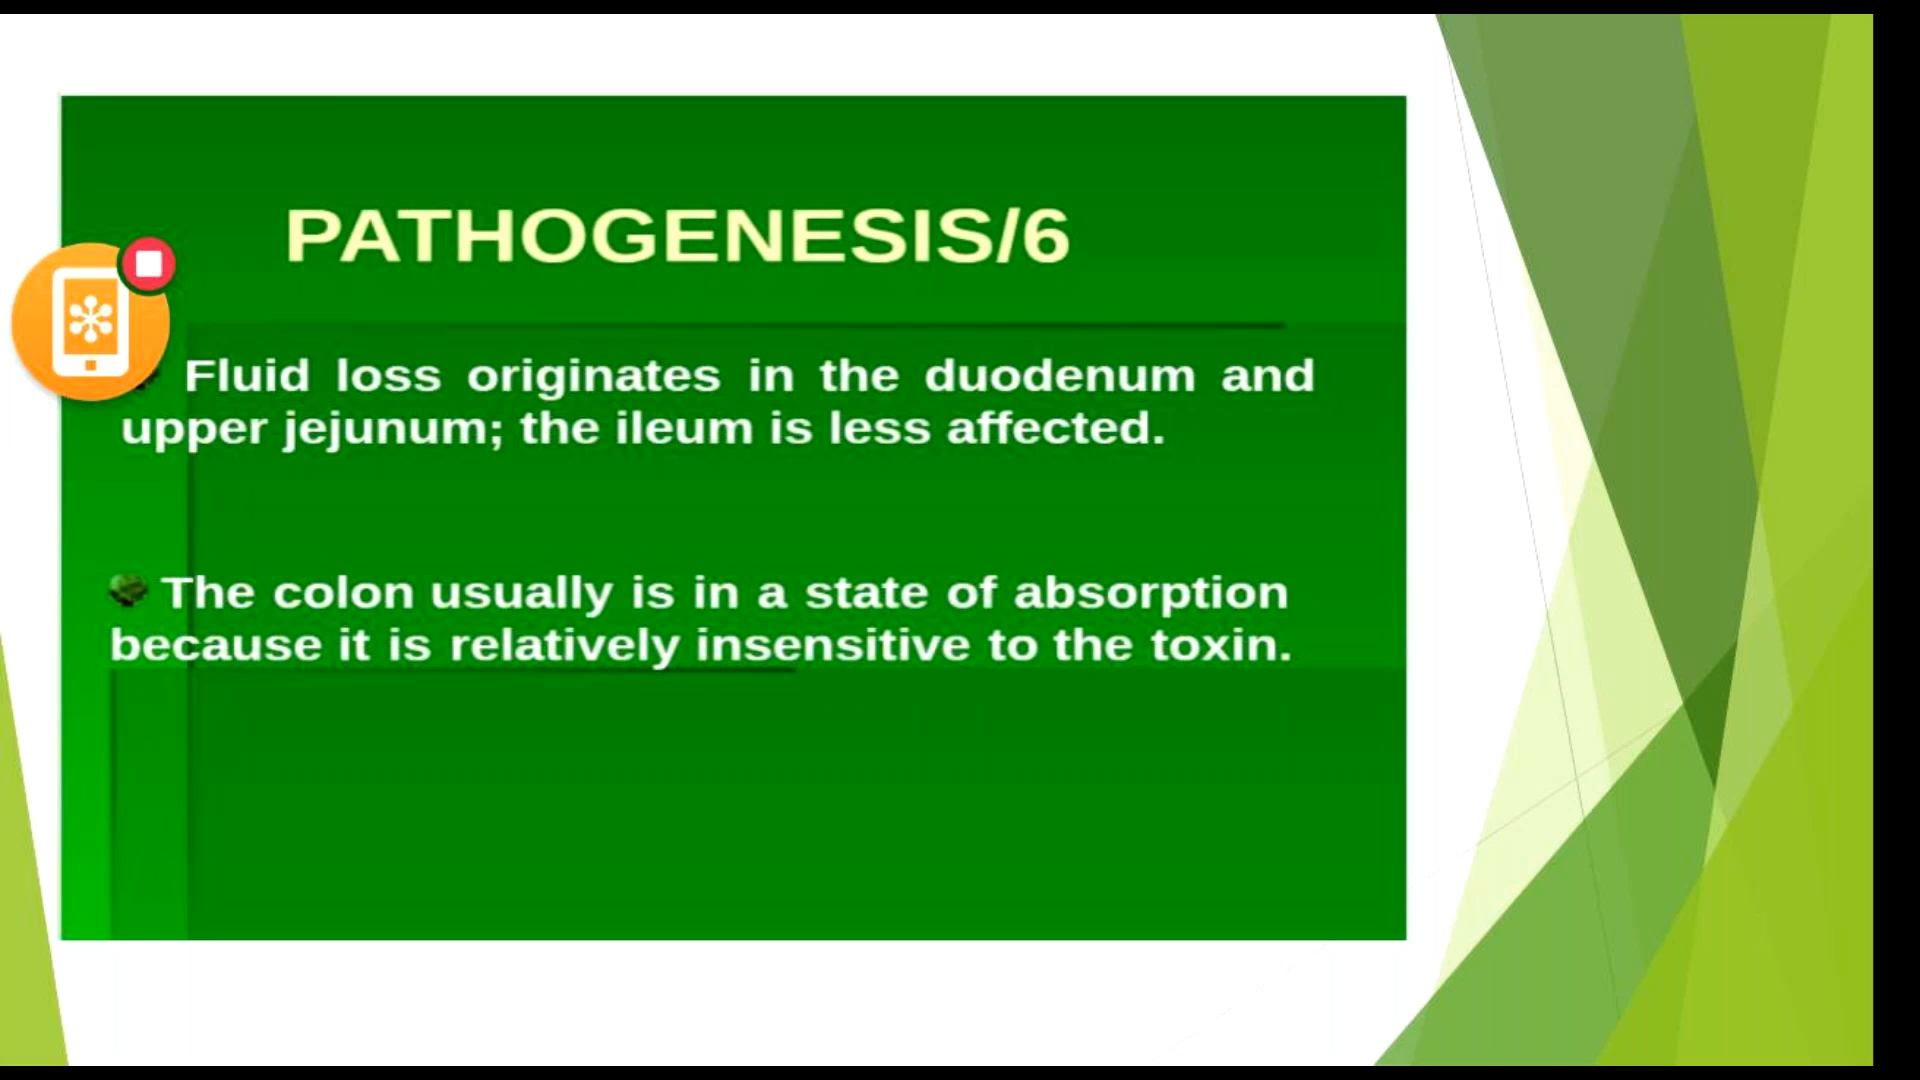 PATHOGENESIS/6
Fluid loss originates in the duodenum and
upper jejunum; the ileum is less affected.
The colon usually is in a state of absorption
because it is relatively insensitive to the toxin.